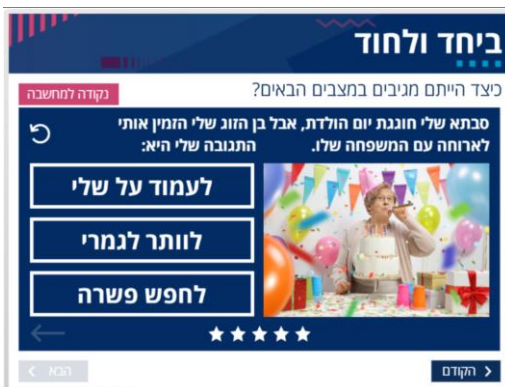 ביחד ולחוד
כיצד הייתם מגיבים במצבים הבאים?
נקודה למחשבה
סבתא שלי חוגגת יום הולדת, אבל בן הזוג שלי הזמין אותי
לארוחה עם המשפחה שלו. התגובה שלי היא:
לעמוד על שלי
לוותר לגמרי
לחפש פשרה
הקודם
הבא